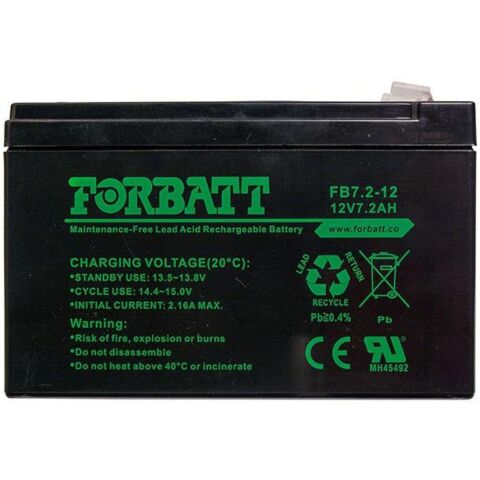 FORBATT
FB7.2-12
12V7.2AH
Maintenance-Free Lead Acid Rechargeable Battery
www.forbatt.co
CHARGING VOLTAGE(20°C):
•STANDBY USE: 13.5~13.8V
•CYCLE USE: 14.4~15.0V
•INITIAL CURRENT: 2.16A MAX.
LEAD
RETURN
RECYCLE
Pb
Pb≥0.4%
Warning:
•Risk of fire, explosion or burns
•Do not disassemble
•Do not heat above 40°C or incinerate
CE
UR
MH45492